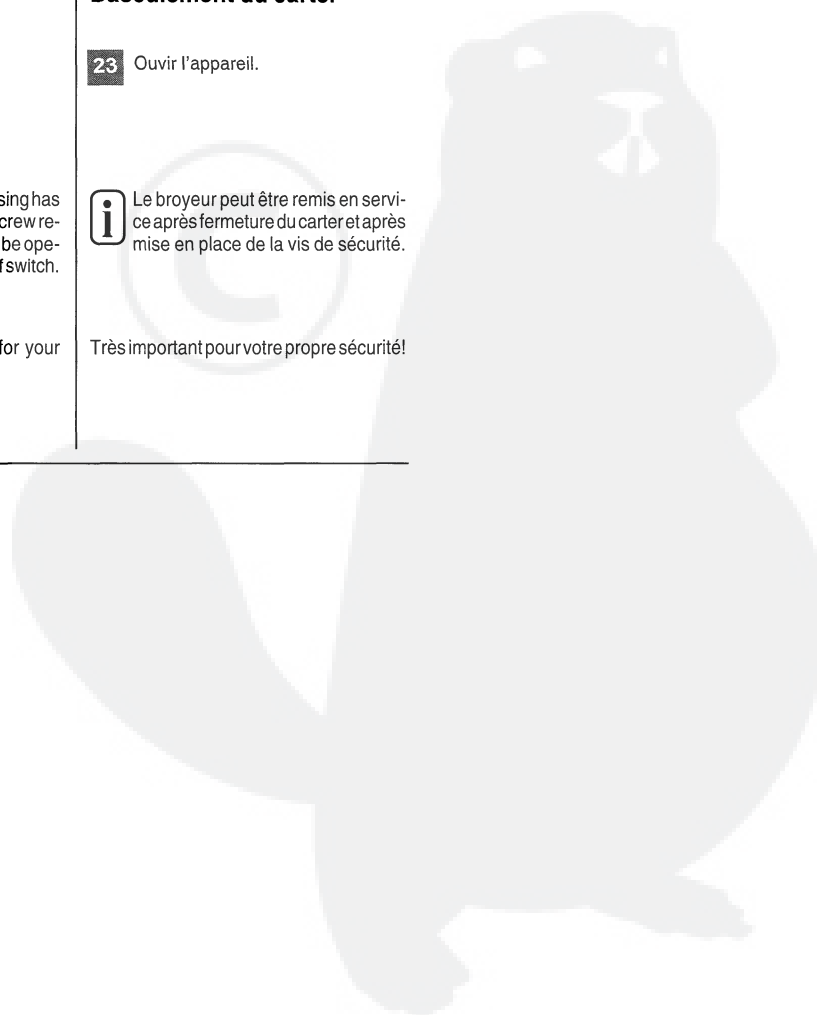 Basculement du carter
23 Ouvir l'appareil.
sing has
crew re-
be ope-
f switch.
i Le broyeur peut être remis en servi-
ce après fermeture du carter et après
mise en place de la vis de sécurité.
for your
Très important pour votre propre sécurité!
©